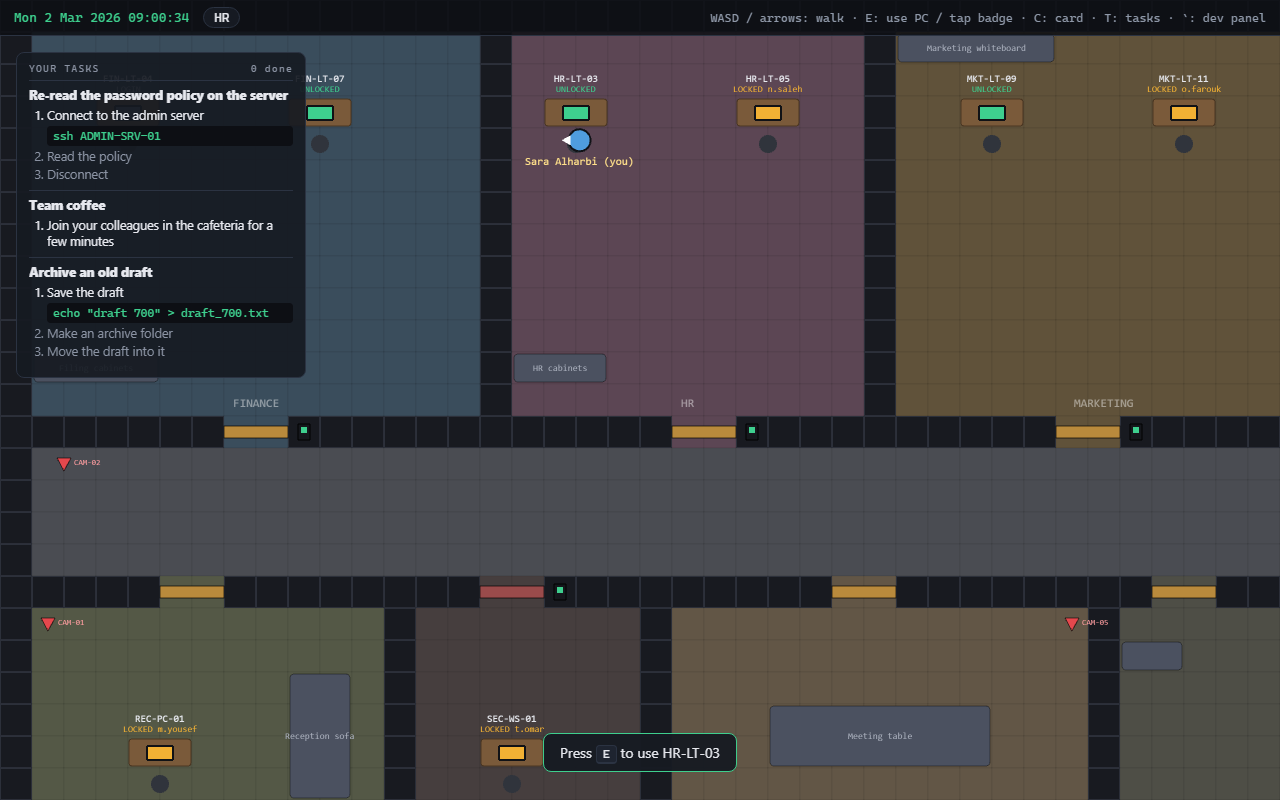 Mon 2 Mar 2026 09:00:34 HR WASD / arrows: walk · E: use PC / tap badge · C: card · T: tasks · `: dev panel
YOUR TASKS 0 done
Re-read the password policy on the server
1. Connect to the admin server
ssh ADMIN-SRV-01
2. Read the policy
3. Disconnect
Team coffee
1. Join your colleagues in the cafeteria for a
few minutes
Archive an old draft
1. Save the draft
echo "draft 700" > draft_700.txt
2. Make an archive folder
3. Move the draft into it
Marketing whiteboard
HR-LT-03
UNLOCKED
HR-LT-05
LOCKED n.saleh
MKT-LT-09
UNLOCKED
MKT-LT-11
LOCKED o.farouk
Sara Alharbi (you)
HR cabinets
FINANCE
HR
MARKETING
CAM-02
CAM-01
CAM-05
REC-PC-01
LOCKED m.yousef
Reception sofa
SEC-WS-01
LOCKED t.omar
Meeting table
Press E to use HR-LT-03